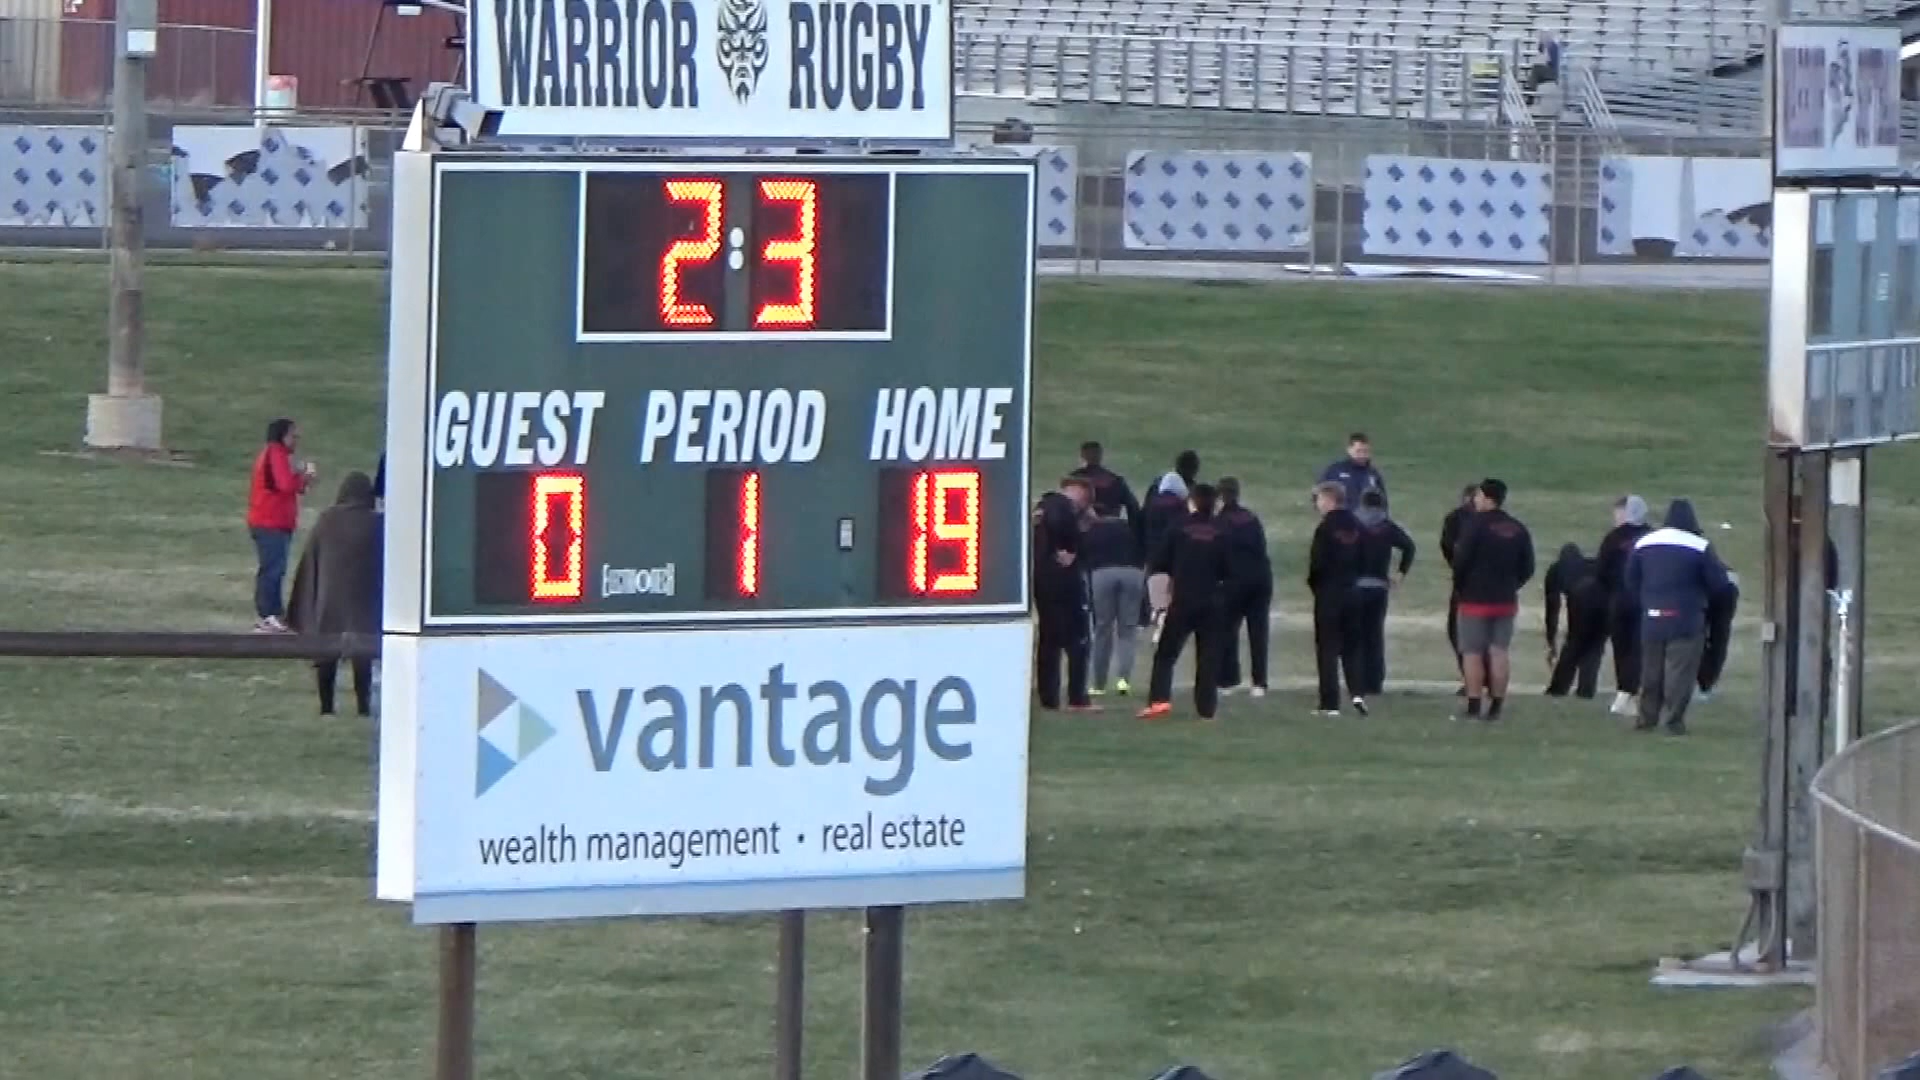 WARRIOR RUGBY
2:3
GUEST PERIOD HOME
0 1 19
vantage
wealth management • real estate